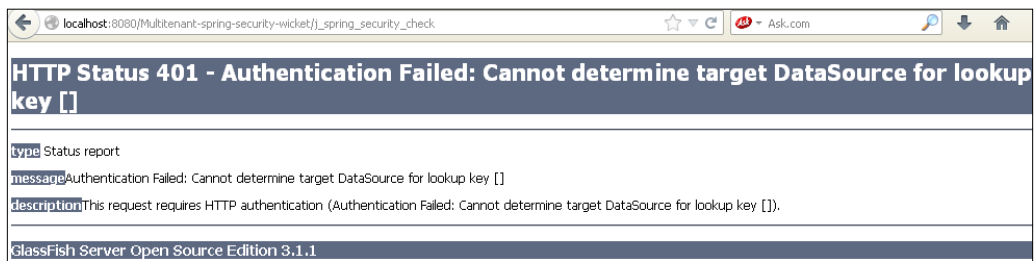 localhost:8080/Multitenant-spring-security-wicket/j_spring_security_check
Ask.com
HTTP Status 401 - Authentication Failed: Cannot determine target DataSource for lookup
key []
type Status report
messageAuthentication Failed: Cannot determine target DataSource for lookup key []
descriptionThis request requires HTTP authentication (Authentication Failed: Cannot determine target DataSource for lookup key []).
GlassFish Server Open Source Edition 3.1.1